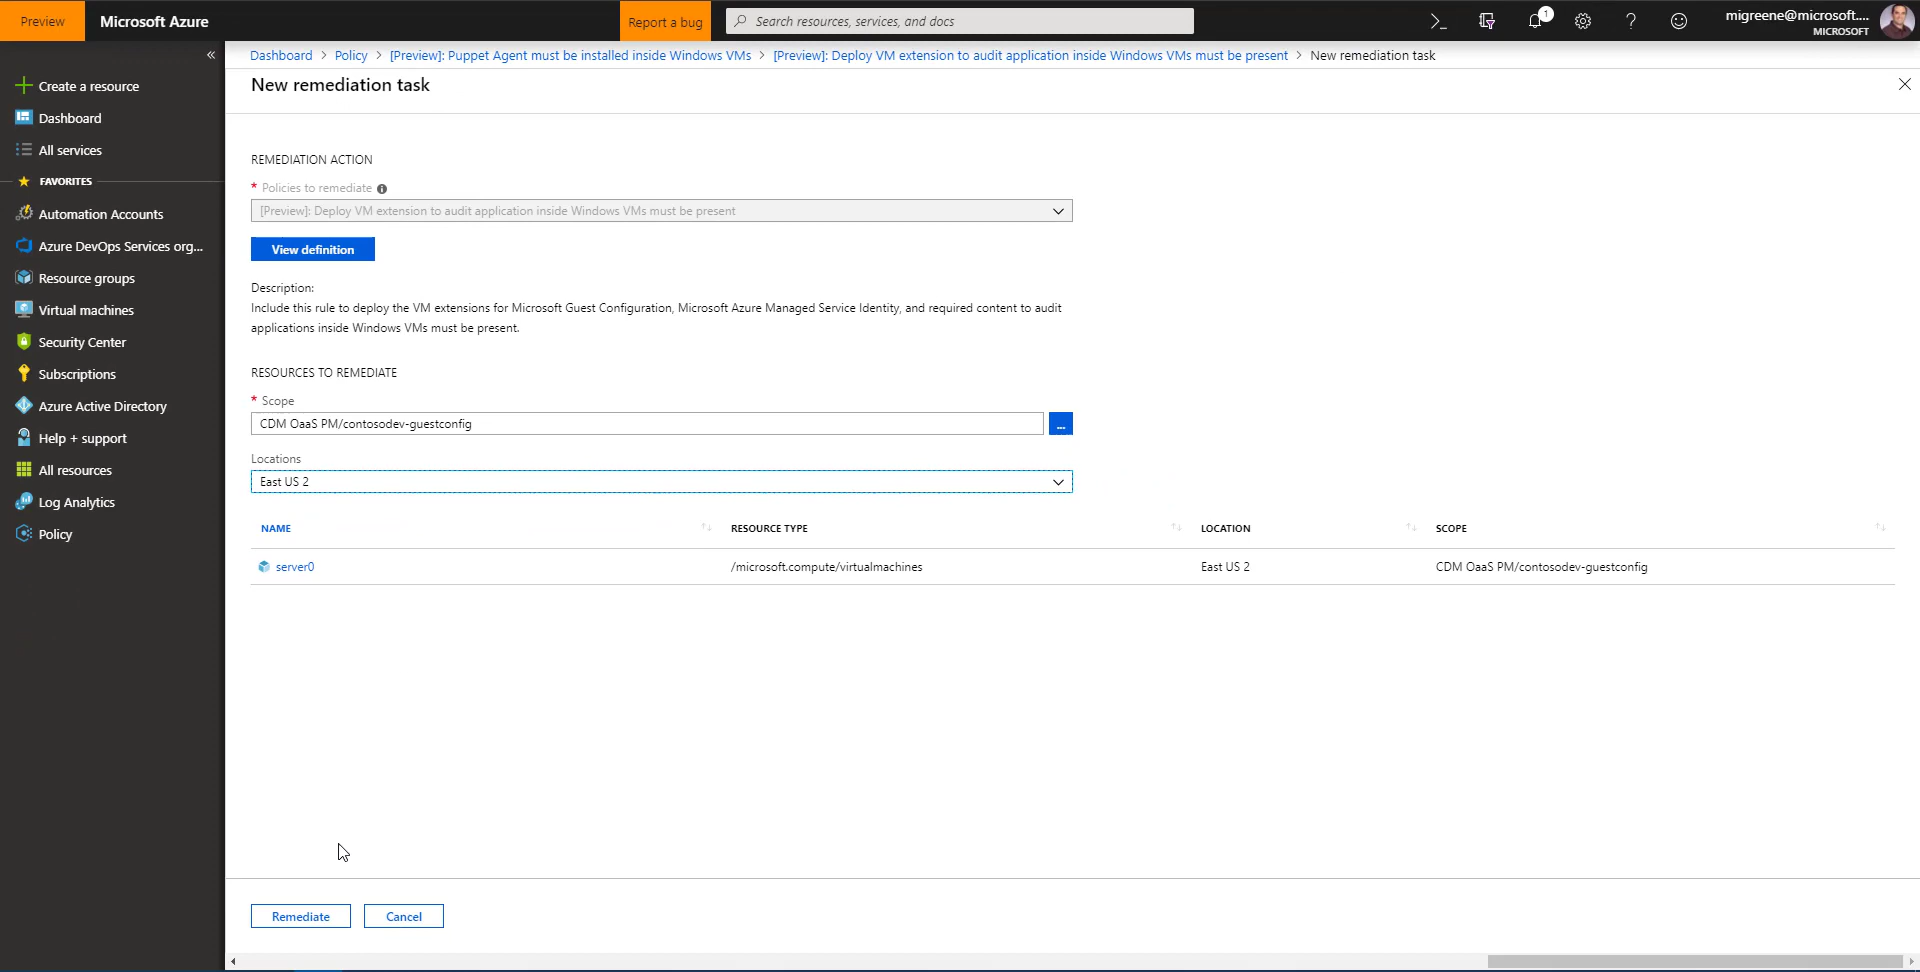 Preview
Microsoft Azure
Report a bug
Search resources, services, and docs
1
migreene@microsoft....
MICROSOFT
Dashboard > Policy > [Preview]: Puppet Agent must be installed inside Windows VMs > [Preview]: Deploy VM extension to audit application inside Windows VMs must be present > New remediation task
New remediation task
Create a resource
Dashboard
All services
FAVORITES
Automation Accounts
Azure DevOps Services org...
Resource groups
Virtual machines
Security Center
Subscriptions
Azure Active Directory
Help + support
All resources
Log Analytics
Policy
REMEDIATION ACTION
* Policies to remediate
[Preview]: Deploy VM extension to audit application inside Windows VMs must be present
View definition
Description:
Include this rule to deploy the VM extensions for Microsoft Guest Configuration, Microsoft Azure Managed Service Identity, and required content to audit
applications inside Windows VMs must be present.
RESOURCES TO REMEDIATE
* Scope
CDM OaaS PM/contosodev-guestconfig
...
Locations
East US 2
NAME RESOURCE TYPE LOCATION SCOPE
server0 /microsoft.compute/virtualmachines East US 2 CDM OaaS PM/contosodev-guestconfig
Remediate Cancel